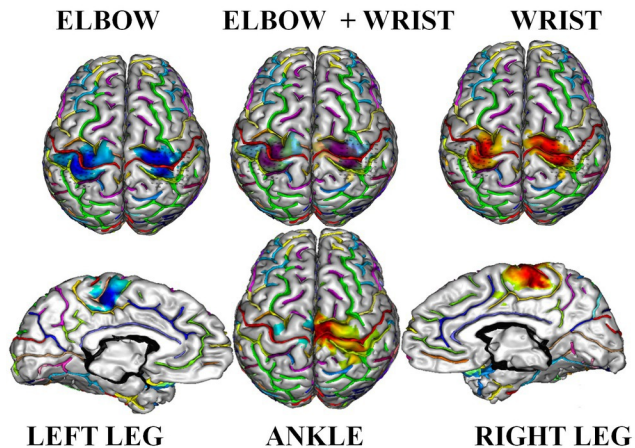 ELBOW
ELBOW + WRIST
WRIST
LEFT LEG
ANKLE
RIGHT LEG